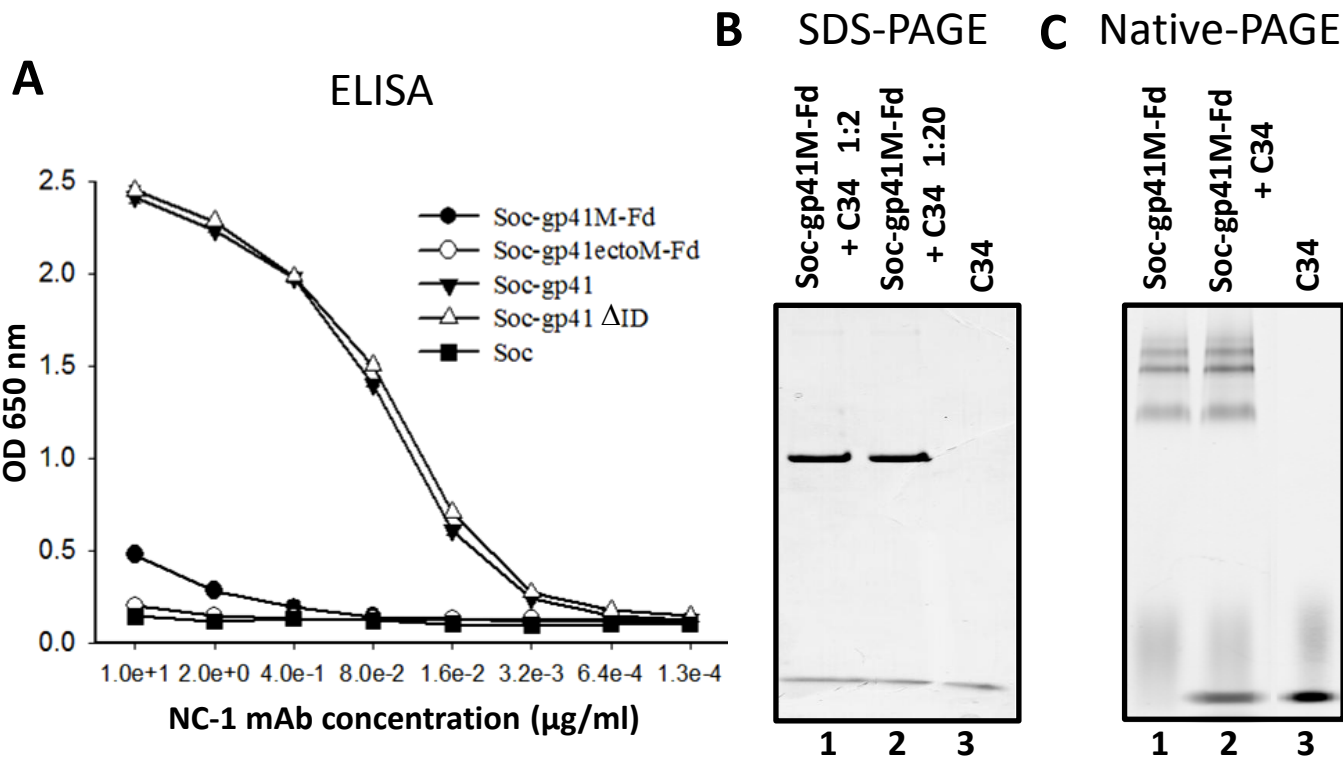 A
ELISA
OD 650 nm
2.5
2.0
1.5
1.0
0.5
0.0
Soc-gp41M-Fd
Soc-gp41ectoM-Fd
Soc-gp41
Soc-gp41 ΔID
Soc
1.0e+1 2.0e+0 4.0e-1 8.0e-2 1.6e-2 3.2e-3 6.4e-4 1.3e-4
NC-1 mAb concentration (µg/ml)
B SDS-PAGE
Soc-gp41M-Fd
+ C34 1:2
Soc-gp41M-Fd
+ C34 1:20
C34
1 2 3
C Native-PAGE
Soc-gp41M-Fd
Soc-gp41M-Fd
+ C34
C34
1 2 3